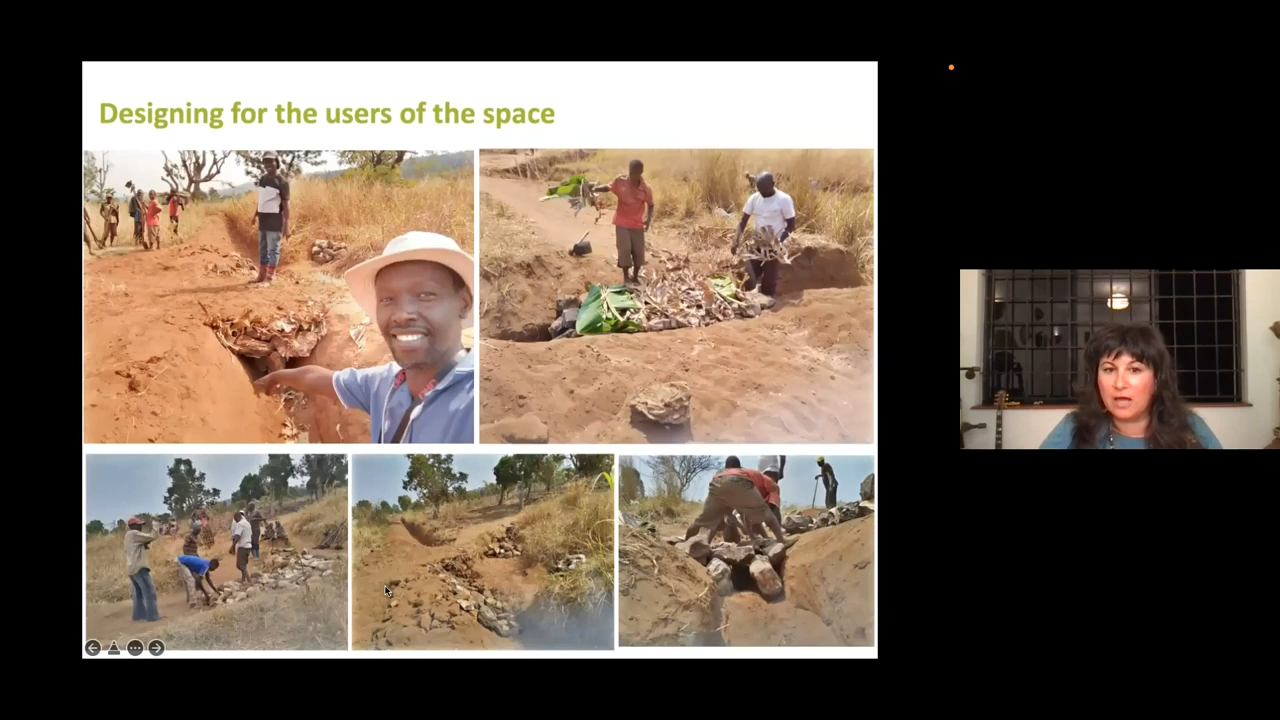 Designing for the users of the space